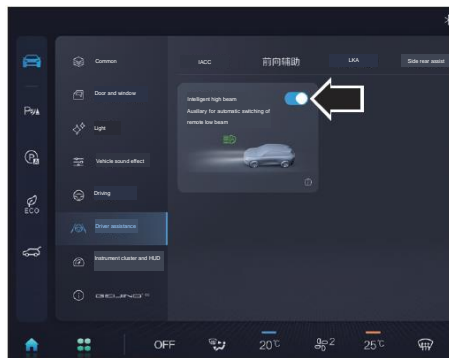 Common
IACC
前向辅助
LKA
Side rear assist
Door and window
Intelligent high beam
Auxiliary for automatic switching of
remote low beam
Light
Vehicle sound effect
Driving
ECO
Driver assistance
Instrument cluster and HUD
BEIJING
OFF
20℃
2
25℃